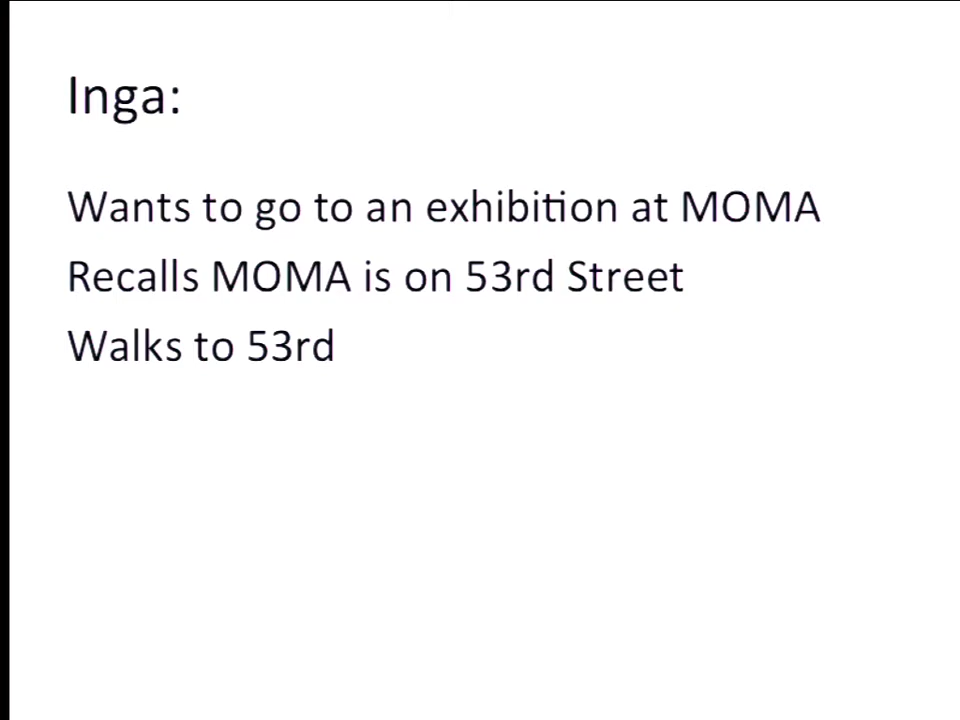 Inga:
Wants to go to an exhibition at MOMA
Recalls MOMA is on 53rd Street
Walks to 53rd